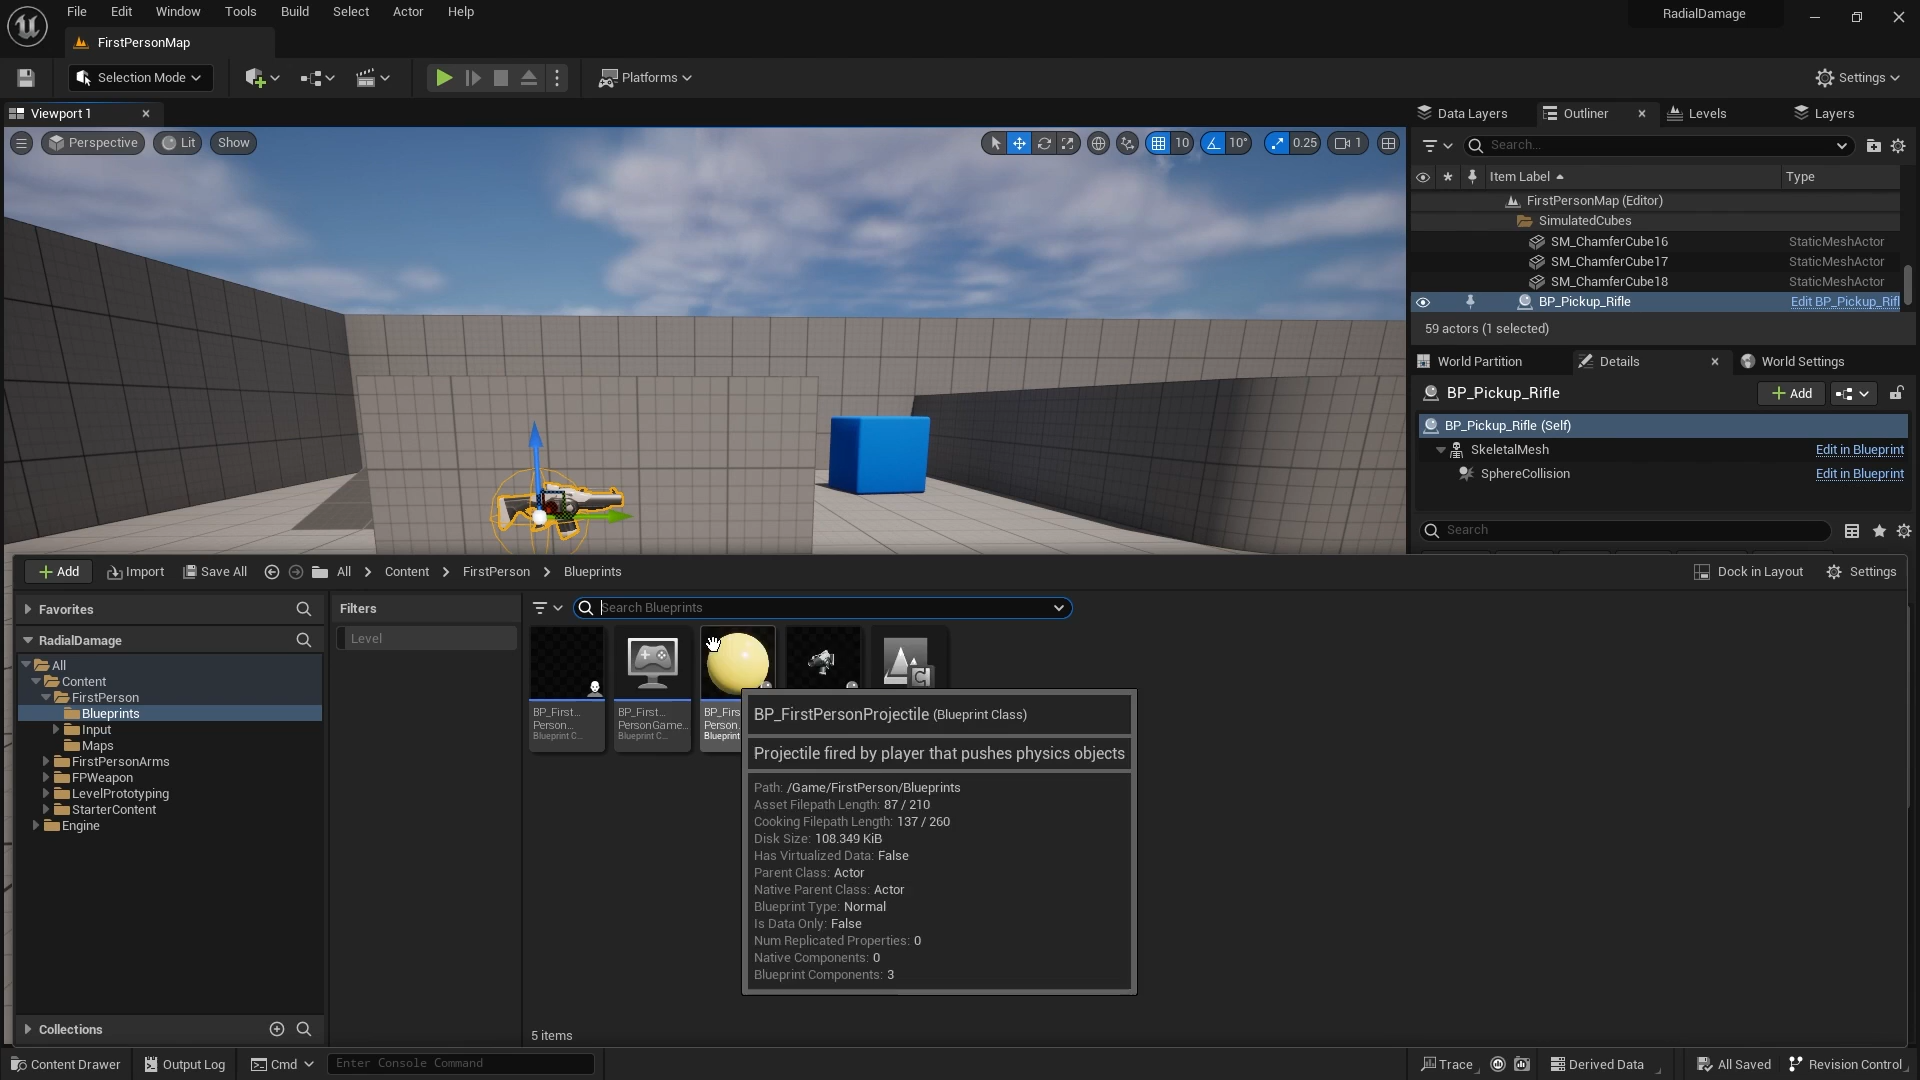 File Edit Window Tools Build Select Actor Help
RadialDamage
FirstPersonMap
Selection Mode
Platforms
Settings
Viewport 1
Data Layers
Outliner
Levels
Layers
Perspective
Lit
Show
10
10°
0.25
1
Search...
Item Label
Type
FirstPersonMap (Editor)
SimulatedCubes
SM_ChamferCube16 StaticMeshActor
SM_ChamferCube17 StaticMeshActor
SM_ChamferCube18 StaticMeshActor
BP_Pickup_Rifle Edit BP_Pickup_Rifl
59 actors (1 selected)
World Partition
Details
World Settings
BP_Pickup_Rifle
Add
BP_Pickup_Rifle (Self)
SkeletalMesh Edit in Blueprint
SphereCollision Edit in Blueprint
Search
Add
Import
Save All
All
Content
FirstPerson
Blueprints
Dock in Layout
Settings
Favorites
RadialDamage
All
Content
FirstPerson
Blueprints
Input
Maps
FirstPersonArms
FPWeapon
LevelPrototyping
StarterContent
Engine
Collections
Filters
Level
Search Blueprints
BP_First...
Person...
Blueprint C...
BP_First...
PersonGame...
Blueprint C...
BP_Firs
Person
Blueprint
BP_FirstPersonProjectile (Blueprint Class)
Projectile fired by player that pushes physics objects
Path: /Game/FirstPerson/Blueprints
Asset Filepath Length: 87 / 210
Cooking Filepath Length: 137 / 260
Disk Size: 108.349 KiB
Has Virtualized Data: False
Parent Class: Actor
Native Parent Class: Actor
Blueprint Type: Normal
Is Data Only: False
Num Replicated Properties: 0
Native Components: 0
Blueprint Components: 3
5 items
Content Drawer
Output Log
Cmd
Enter Console Command
Trace
Derived Data
All Saved
Revision Control